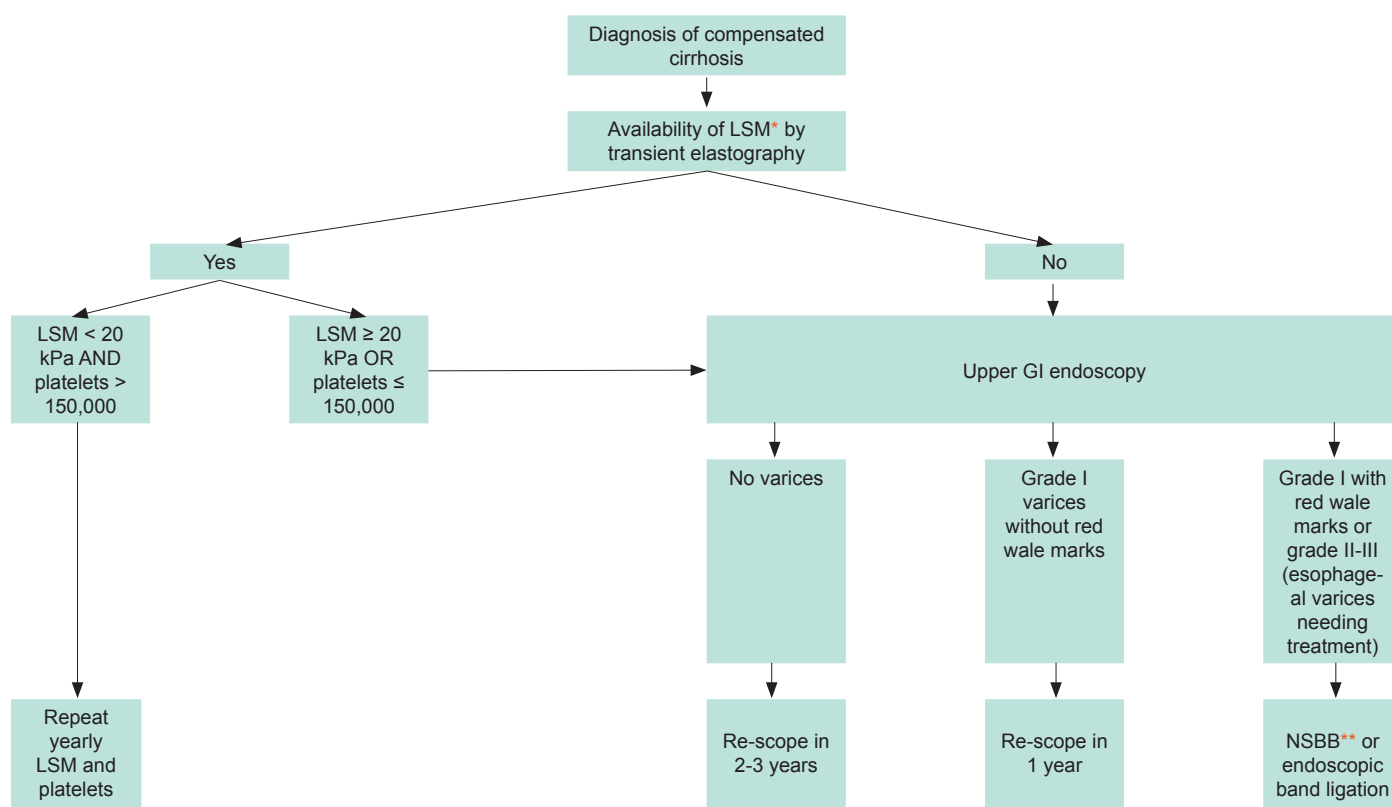 Diagnosis of compensated
cirrhosis
Availability of LSM* by
transient elastography
Yes
No
LSM < 20
kPa AND
platelets >
150,000
LSM ≥ 20
kPa OR
platelets ≤
150,000
Upper GI endoscopy
No varices
Grade I
varices
without red
wale marks
Grade I with
red wale
marks or
grade II-III
(esophage-
al varices
needing
treatment)
Repeat
yearly
LSM and
platelets
Re-scope in
2-3 years
Re-scope in
1 year
NSBB** or
endoscopic
band ligation